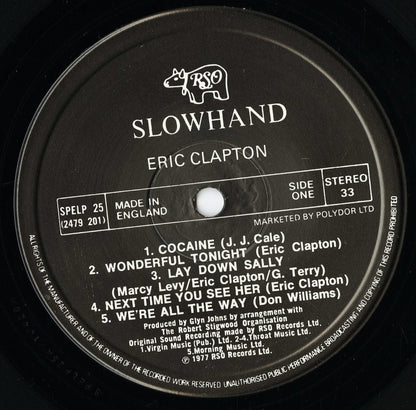 RSO
SLOWHAND
ERIC CLAPTON
SPELP 25
(2479 201)
MADE IN
ENGLAND
SIDE
ONE
STEREO
33
MARKETED BY POLYDOR LTD
1. COCAINE (J. J. Cale)
2. WONDERFUL TONIGHT (Eric Clapton)
3. LAY DOWN SALLY
(Marcy Levy/Eric Clapton/G. Terry)
4. NEXT TIME YOU SEE HER (Eric Clapton)
5. WE'RE ALL THE WAY (Don Williams)
Produced by Glyn Johns by arrangement with
The Robert Stigwood Organisation
Original Sound Recording made by RSO Records Ltd.
1.Virgin Music (Pub.) Ltd. 2-4.Throat Music Ltd.
5.Morning Music Ltd.
℗ 1977 RSO Records Ltd.
ALL RIGHTS OF THE MANUFACTURER AND OF THE OWNER OF THE RECORDED WORK RESERVED. UNAUTHORISED PUBLIC PERFORMANCE BROADCASTING AND COPYING OF THIS RECORD PROHIBITED